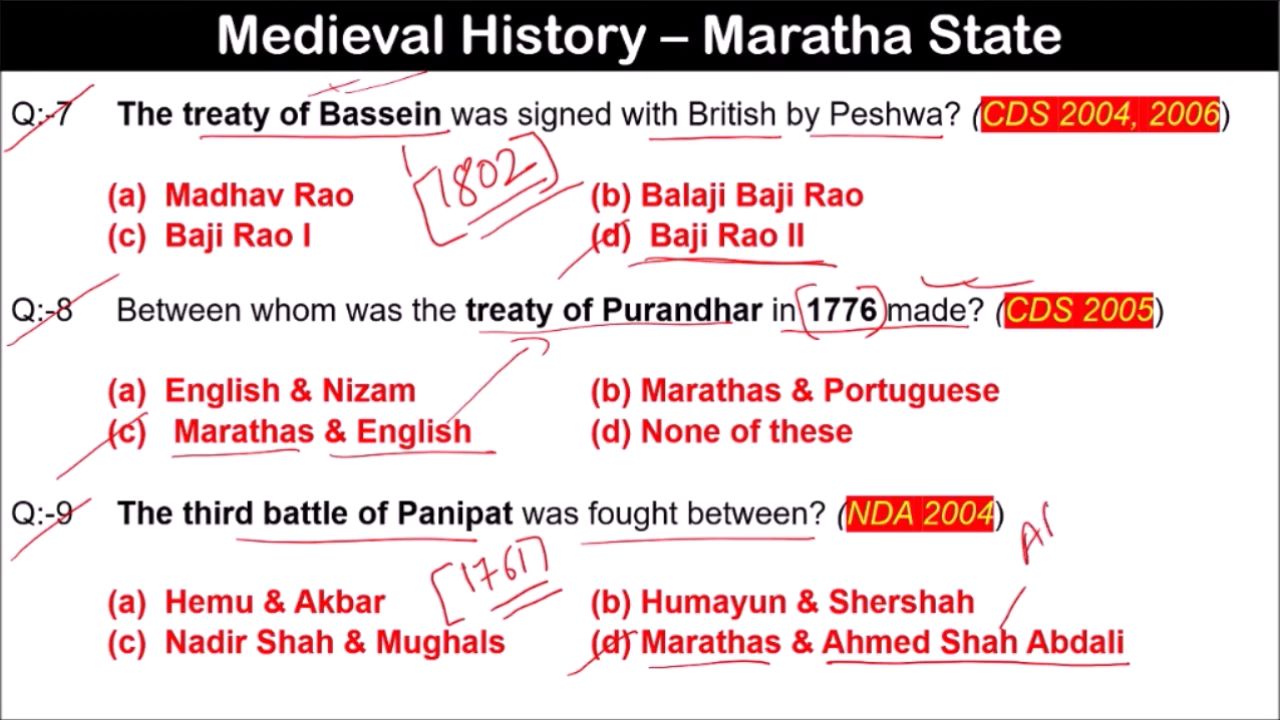 Medieval History – Maratha State
Q:-7 The treaty of Bassein was signed with British by Peshwa? (CDS 2004, 2006)
[1802]
(a) Madhav Rao (b) Balaji Baji Rao
(c) Baji Rao I (d) Baji Rao II
Q:-8 Between whom was the treaty of Purandhar in 1776 made? (CDS 2005)
(a) English & Nizam (b) Marathas & Portuguese
(c) Marathas & English (d) None of these
Q:-9 The third battle of Panipat was fought between? (NDA 2004)
[1761]
(a) Hemu & Akbar (b) Humayun & Shershah
(c) Nadir Shah & Mughals (d) Marathas & Ahmed Shah Abdali